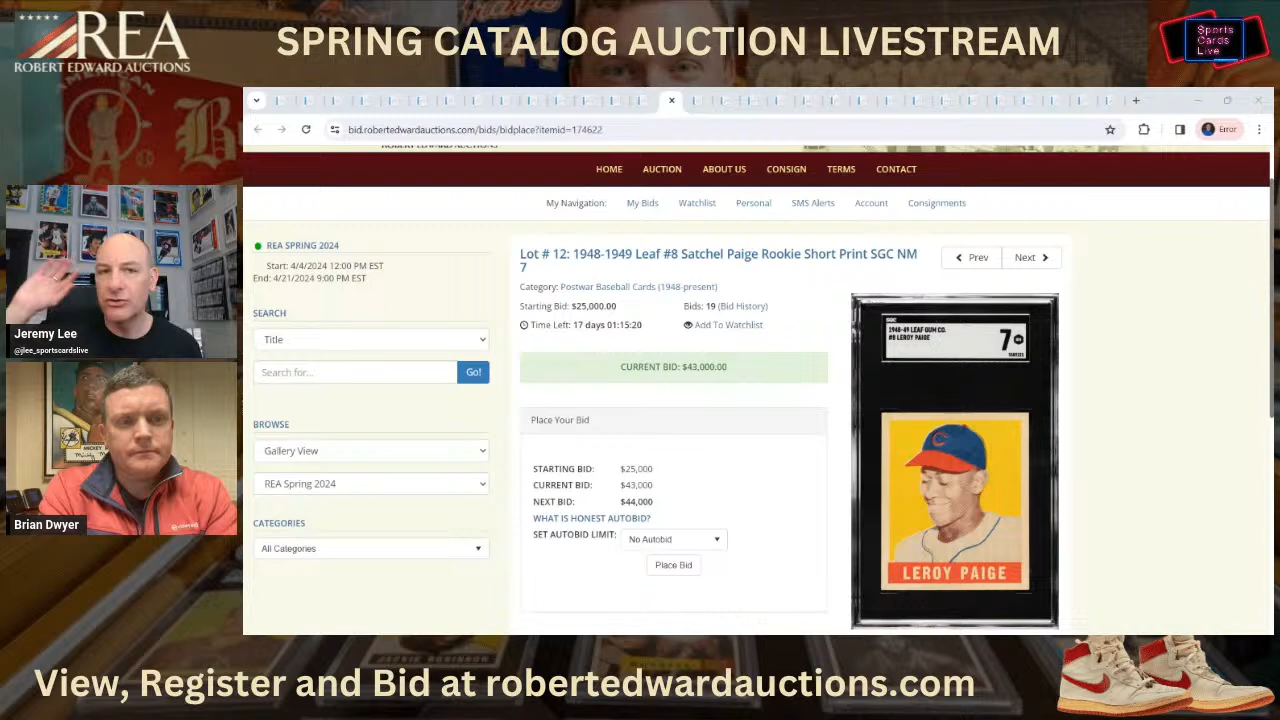 ★★★★★
REA
ROBERT EDWARD AUCTIONS
SPRING CATALOG AUCTION LIVESTREAM
Sports
Cards
Live
bid.robertedwardauctions.com/bids/bidplace?itemid=174622
Error
HOME AUCTION ABOUT US CONSIGN TERMS CONTACT
My Navigation: My Bids Watchlist Personal SMS Alerts Account Consignments
REA SPRING 2024
Start: 4/4/2024 12:00 PM EST
End: 4/21/2024 9:00 PM EST
SEARCH
Title
Search for...
Go!
BROWSE
Gallery View
REA Spring 2024
CATEGORIES
All Categories
Lot # 12: 1948-1949 Leaf #8 Satchel Paige Rookie Short Print SGC NM
7
Prev Next
Category: Postwar Baseball Cards (1948-present)
Starting Bid: $25,000.00 Bids: 19 (Bid History)
Time Left: 17 days 01:15:20 Add To Watchlist
CURRENT BID: $43,000.00
Place Your Bid
STARTING BID: $25,000
CURRENT BID: $43,000
NEXT BID: $44,000
WHAT IS HONEST AUTOBID?
SET AUTOBID LIMIT: No Autobid
Place Bid
SGC
1948-49 LEAF GUM CO.
#8 LEROY PAIGE
7
C
LEROY PAIGE
Jeremy Lee
@jlee_sportscardslive
MICKEY
Brian Dwyer
JACKIE ROBINSON
View, Register and Bid at robertedwardauctions.com